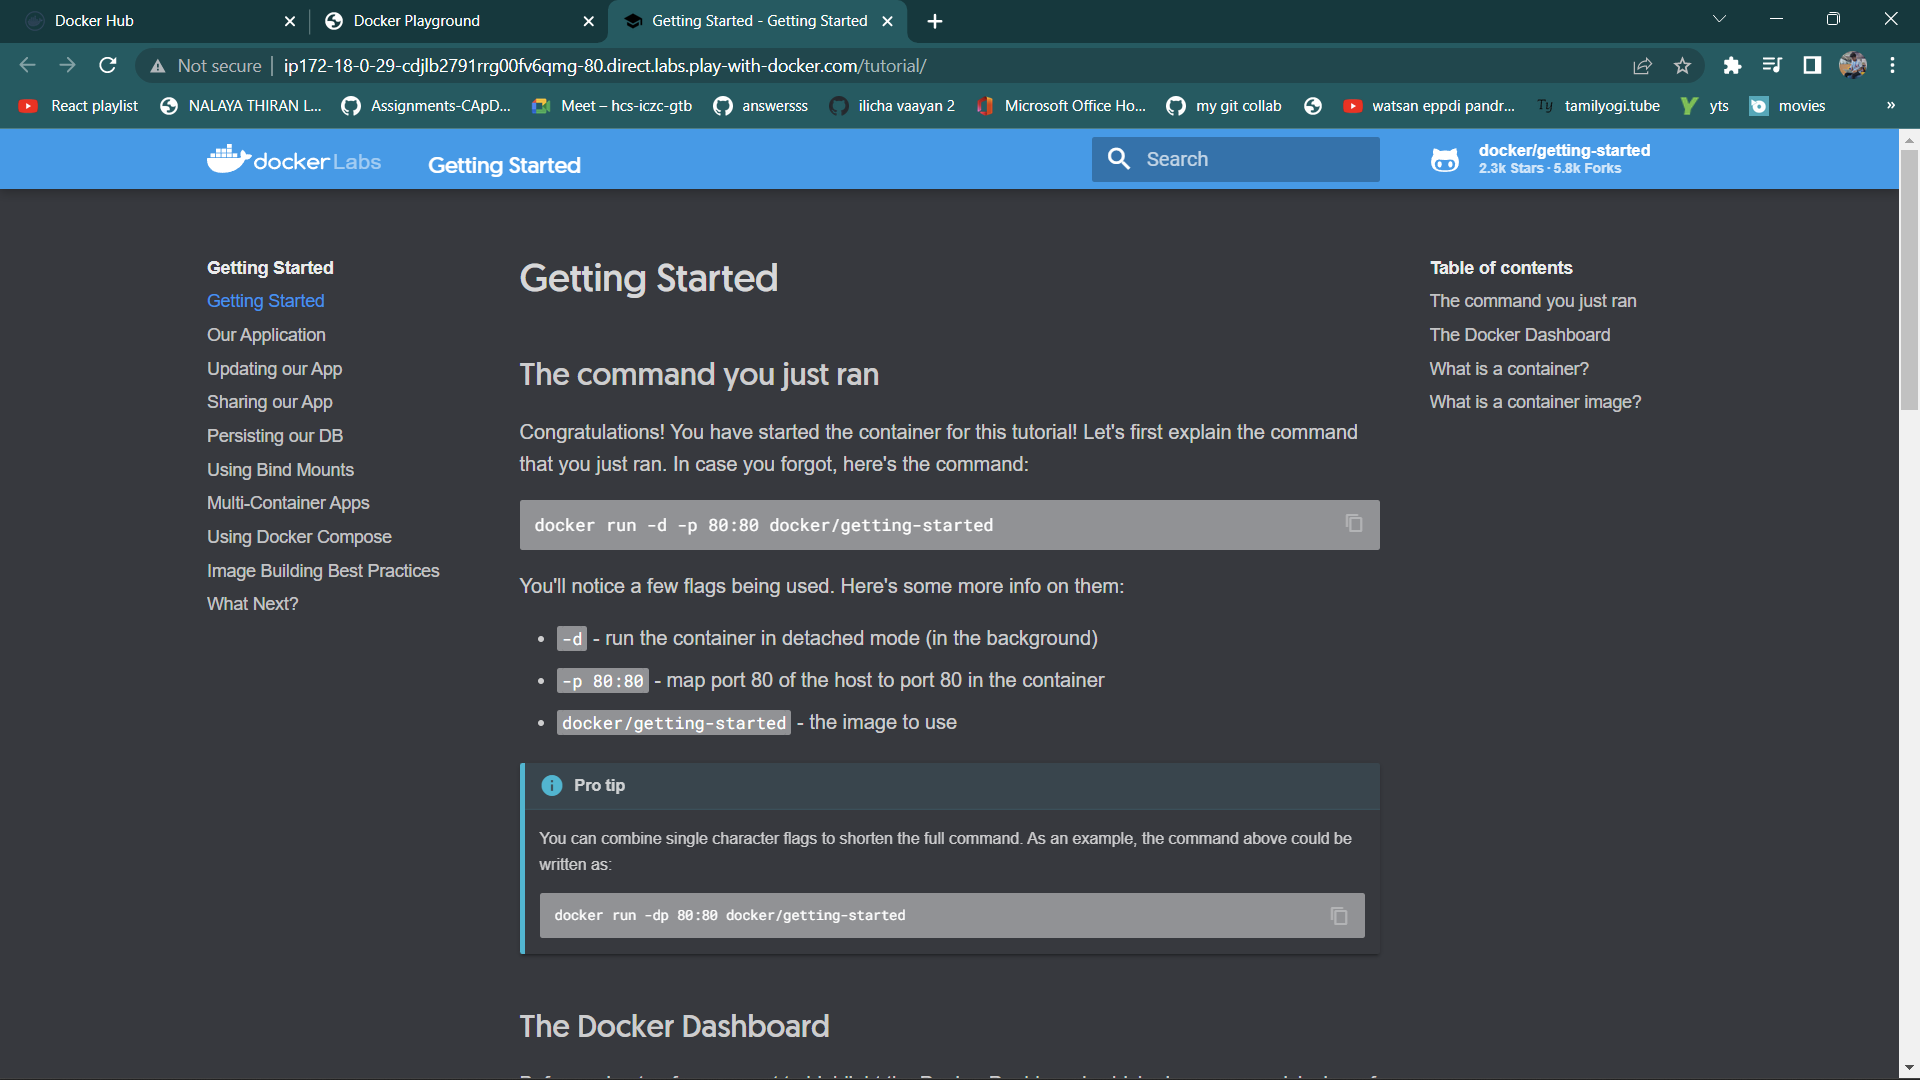 Docker Hub
Docker Playground
Getting Started - Getting Started
Not secure
ip172-18-0-29-cdjlb2791rrg00fv6qmg-80.direct.labs.play-with-docker.com/tutorial/
React playlist
NALAYA THIRAN L...
Assignments-CApD...
Meet – hcs-iczc-gtb
answersss
ilicha vaayan 2
Microsoft Office Ho...
my git collab
watsan eppdi pandr...
Ty tamilyogi.tube
yts
movies
»
docker Labs
Getting Started
Search
docker/getting-started
2.3k Stars · 5.8k Forks
Getting Started
Getting Started
Our Application
Updating our App
Sharing our App
Persisting our DB
Using Bind Mounts
Multi-Container Apps
Using Docker Compose
Image Building Best Practices
What Next?
Getting Started
The command you just ran
Congratulations! You have started the container for this tutorial! Let's first explain the command
that you just ran. In case you forgot, here's the command:
docker run -d -p 80:80 docker/getting-started
You'll notice a few flags being used. Here's some more info on them:
• -d - run the container in detached mode (in the background)
• -p 80:80 - map port 80 of the host to port 80 in the container
• docker/getting-started - the image to use
Pro tip
You can combine single character flags to shorten the full command. As an example, the command above could be
written as:
docker run -dp 80:80 docker/getting-started
The Docker Dashboard
Table of contents
The command you just ran
The Docker Dashboard
What is a container?
What is a container image?